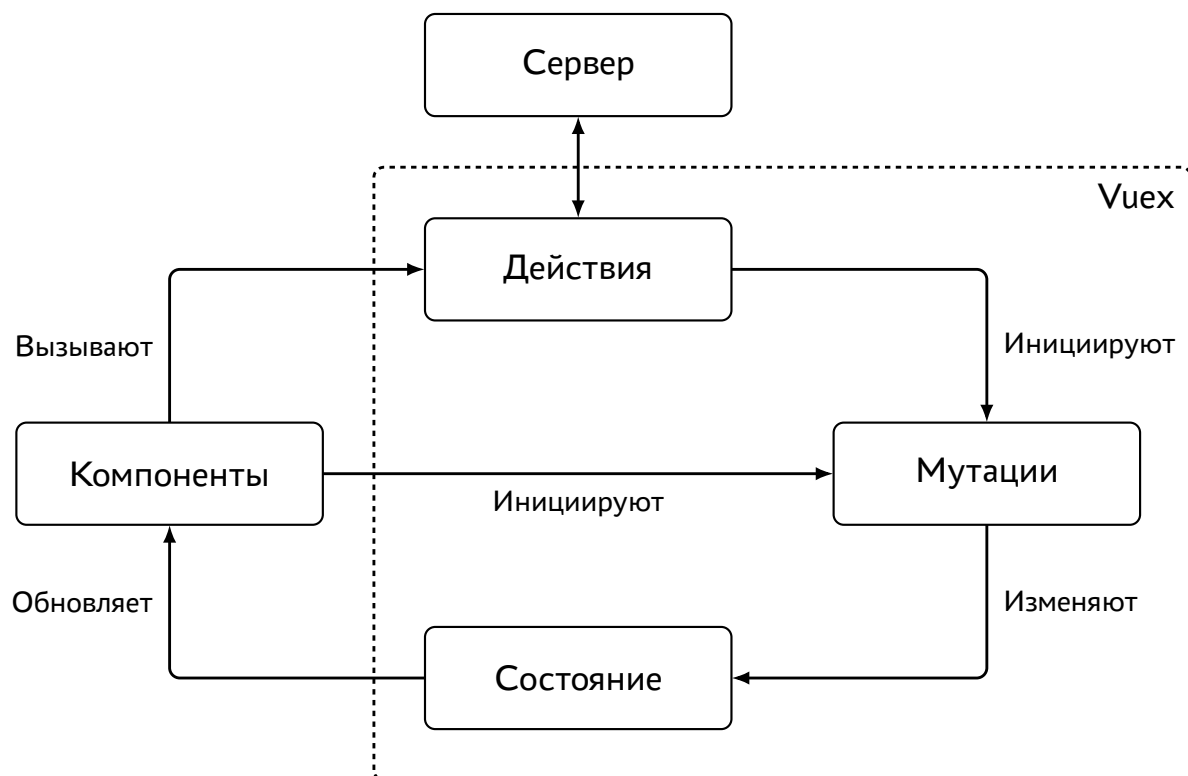 Сервер
Vuex
Действия
Вызывают
Инициируют
Компоненты
Мутации
Инициируют
Обновляет
Изменяют
Состояние